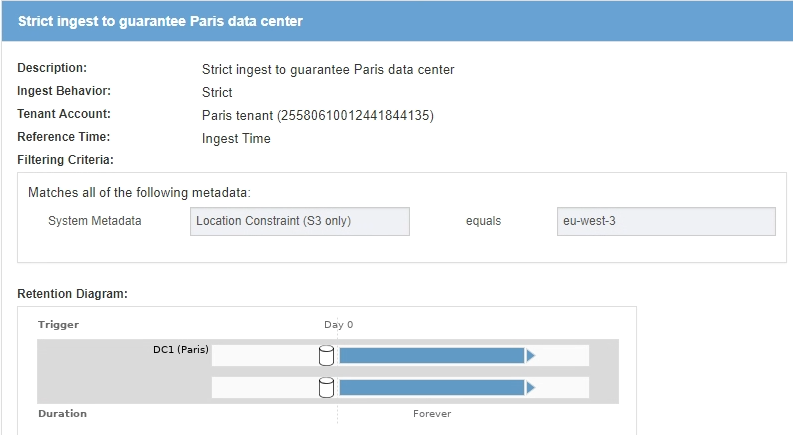 Strict ingest to guarantee Paris data center
Description: Strict ingest to guarantee Paris data center
Ingest Behavior: Strict
Tenant Account: Paris tenant (25580610012441844135)
Reference Time: Ingest Time
Filtering Criteria:
Matches all of the following metadata:
System Metadata Location Constraint (S3 only) equals eu-west-3
Retention Diagram:
Trigger Day 0
DC1 (Paris)
Duration Forever